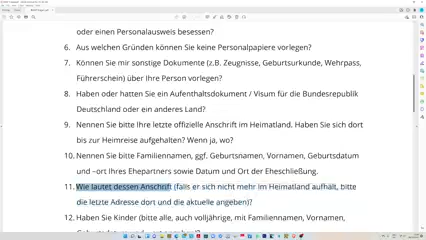 oder einen Personalausweis besessen?
6. Aus welchen Gründen können Sie keine Personalpapiere vorlegen?
7. Können Sie mir sonstige Dokumente (z.B. Zeugnisse, Geburtsurkunde, Wehrpass,
Führerschein) über Ihre Person vorlegen?
8. Haben oder hatten Sie ein Aufenthaltsdokument / Visum für die Bundesrepublik
Deutschland oder ein anderes Land?
9. Nennen Sie bitte Ihre letzte offizielle Anschrift im Heimatland. Haben Sie sich dort
bis zur Heimreise aufgehalten? Wenn ja, wo?
10. Nennen Sie bitte Familiennamen, ggf. Geburtsnamen, Vornamen, Geburtsdatum
und –ort Ihres Ehepartners sowie Datum und Ort der Eheschließung.
11. Wie lautet dessen Anschrift (falls er sich nicht mehr im Heimatland aufhält, bitte
die letzte Adresse dort und die aktuelle angeben)?
12. Haben Sie Kinder (bitte alle, auch volljährige, mit Familiennamen, Vornamen,